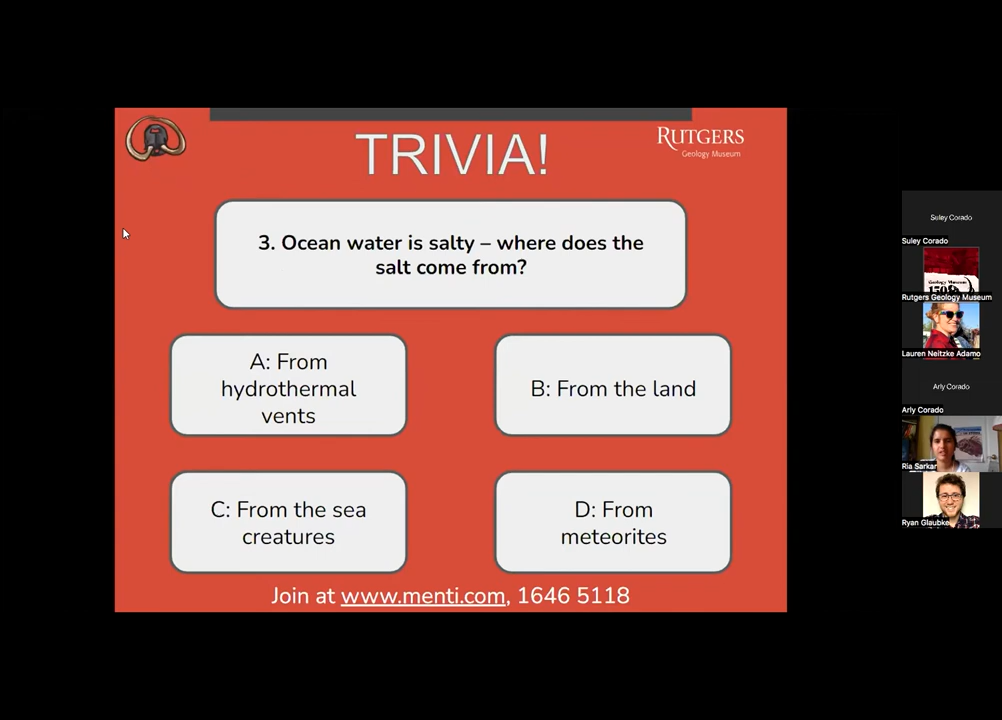 TRIVIA!
RUTGERS
Geology Museum
3. Ocean water is salty – where does the
salt come from?
A: From
hydrothermal
vents
B: From the land
C: From the sea
creatures
D: From
meteorites
Join at www.menti.com, 1646 5118
Suley Corado
Suley Corado
Geology Museum
Rutgers Geology Museum
Lauren Neitzke Adamo
Arly Corado
Arly Corado
Ria Sarkar
Ryan Glaubke